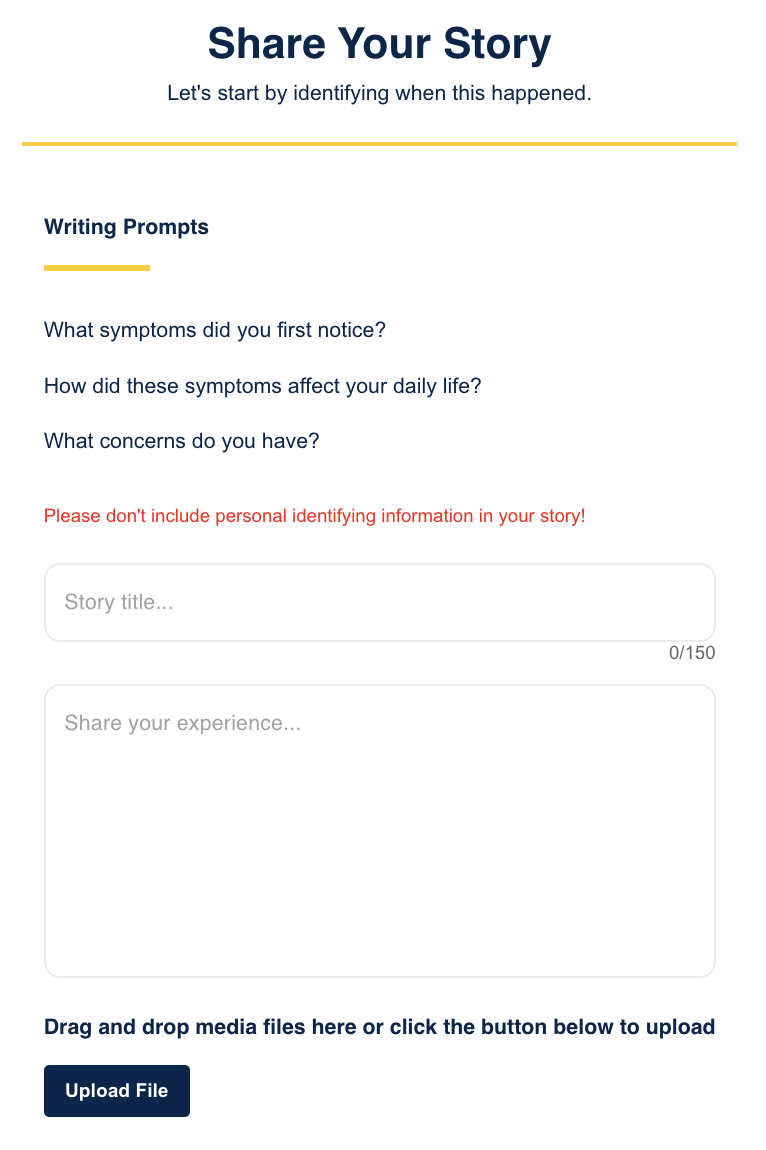 Share Your Story
Let's start by identifying when this happened.
Writing Prompts
What symptoms did you first notice?
How did these symptoms affect your daily life?
What concerns do you have?
Please don't include personal identifying information in your story!
Story title...
0/150
Share your experience...
Drag and drop media files here or click the button below to upload
Upload File